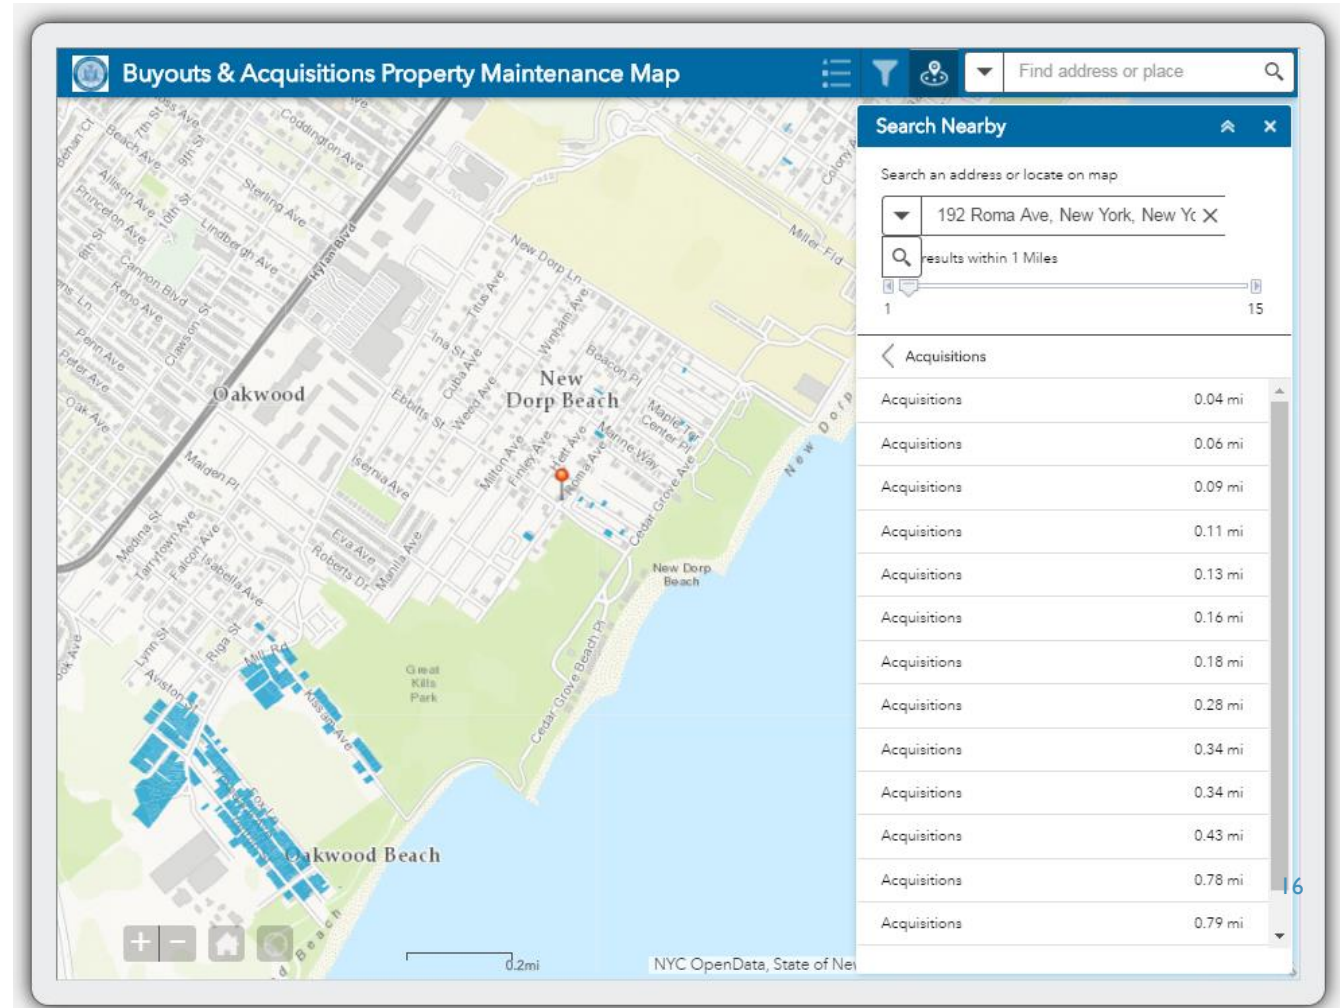 Buyouts & Acquisitions Property Maintenance Map
Find address or place
Search Nearby
Search an address or locate on map
192 Roma Ave, New York, New Yc
results within 1 Miles
1
15
Acquisitions
Acquisitions 0.04 mi
Acquisitions 0.06 mi
Acquisitions 0.09 mi
Acquisitions 0.11 mi
Acquisitions 0.13 mi
Acquisitions 0.16 mi
Acquisitions 0.18 mi
Acquisitions 0.28 mi
Acquisitions 0.34 mi
Acquisitions 0.34 mi
Acquisitions 0.43 mi
Acquisitions 0.78 mi
Acquisitions 0.79 mi
16
Coddington Ave
Beach Ave
7th St
9th St
10th St
Allison Ave
Princeton Ave
Sterling Ave
Lindbergh Ave
Hylan Blvd
Cannon Blvd
Reno Ave
Clawson St
Penn Ave
Peter Ave
Oak Ave
New Dorp Ln
Miller Fld
Colony A
Titus Ave
Winham Ave
Ina St
Cuba Ave
Weed Ave
Ebbitts St
Beacon Pl
Oakwood
New
Dorp Beach
Maple Ter
Center Pl
Marine Way
Hett Ave
Roma Ave
Milton Ave
Finley Ave
Isernia Ave
Maiden Pl
Medina St
Tarrytown Ave
Falcon Ave
Isabella Ave
Eva Ave
Roberts Dr
Manila Ave
Cedar Grove Ave
New Dorp
New Dorp
Beach
Lynn St
Riga St
Mill Rd
Aviston St
Kissam Ave
Great
Kills
Park
Cedar Grove Beach Pl
Fox Ln
Oakwood Beach
d Beach
0.2mi
NYC OpenData, State of Nev